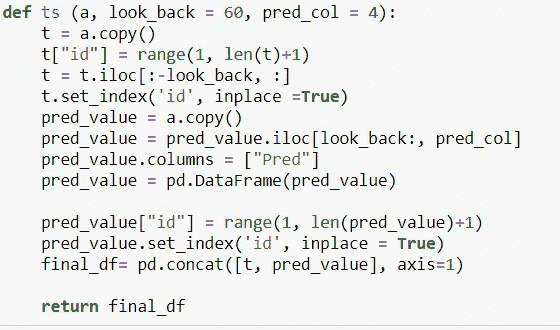 def ts (a, look_back = 60, pred_col = 4):
    t = a.copy()
    t["id"] = range(1, len(t)+1)
    t = t.iloc[:-look_back, :]
    t.set_index('id', inplace =True)
    pred_value = a.copy()
    pred_value = pred_value.iloc[look_back:, pred_col]
    pred_value.columns = ["Pred"]
    pred_value = pd.DataFrame(pred_value)

    pred_value["id"] = range(1, len(pred_value)+1)
    pred_value.set_index('id', inplace = True)
    final_df= pd.concat([t, pred_value], axis=1)

    return final_df